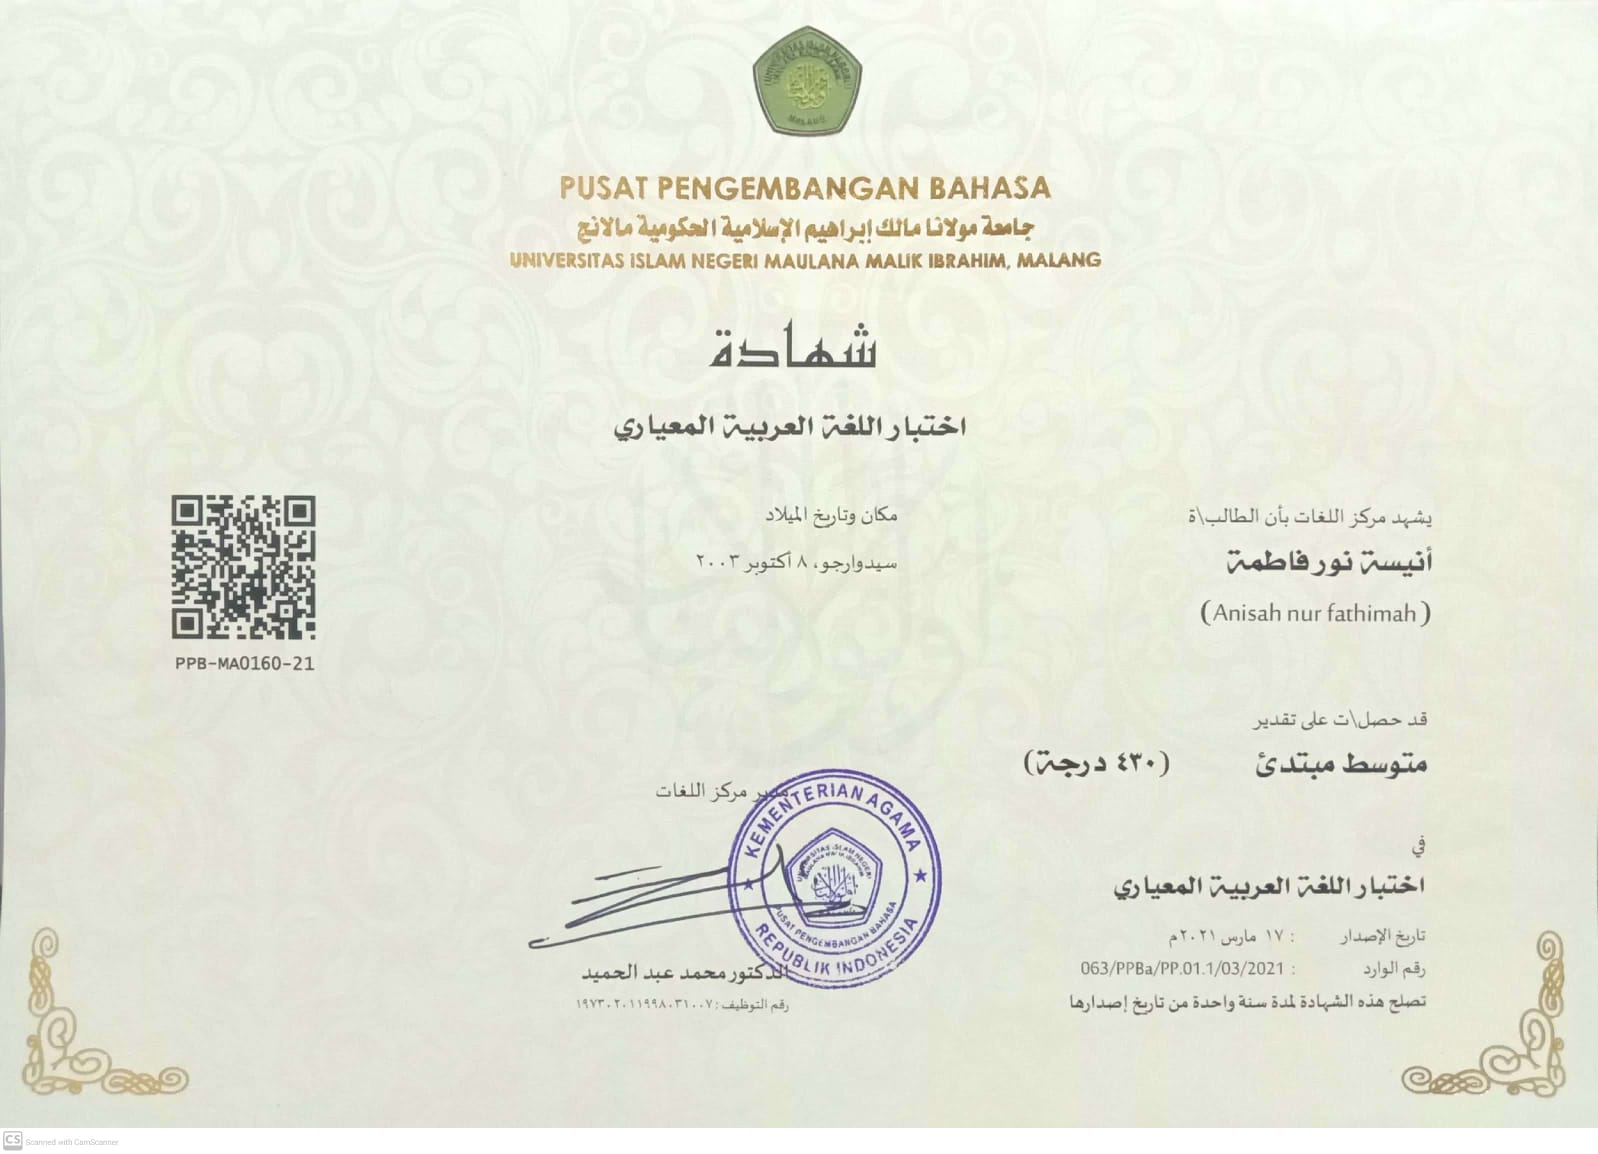 PUSAT PENGEMBANGAN BAHASA
جامعة مولانا مالك إبراهيم الإسلامية الحكومية مالانج
UNIVERSITAS ISLAM NEGERI MAULANA MALIK IBRAHIM, MALANG
شهادة
اختبار اللغة العربية المعياري
يشهد مركز اللغات بأن الطالب\ة
أنيسة نور فاطمة
(Anisah nur fathimah)
مكان وتاريخ الميلاد
سيدوارجو، ٨ أكتوبر ٢٠٠٣
PPB-MA0160-21
قد حصل\ت على تقدير
متوسط مبتدئ (٤٣٠ درجة)
في
اختبار اللغة العربية المعياري
تاريخ الإصدار : ١٧ مارس ٢٠٢١م
رقم الوارد : 063/PPBa/PP.01.1/03/2021
تصلح هذه الشهادة لمدة سنة واحدة من تاريخ إصدارها
مدير مركز اللغات
KEMENTERIAN AGAMA
UNIVERSITAS ISLAM NEGERI
MAULANA MALIK IBRAHIM
PUSAT PENGEMBANGAN BAHASA
REPUBLIK INDONESIA
الدكتور محمد عبد الحميد
رقم التوظيف : ١٩٧٣٠٢٠١١٩٩٨٠٣١٠٠٧
CS Scanned with CamScanner